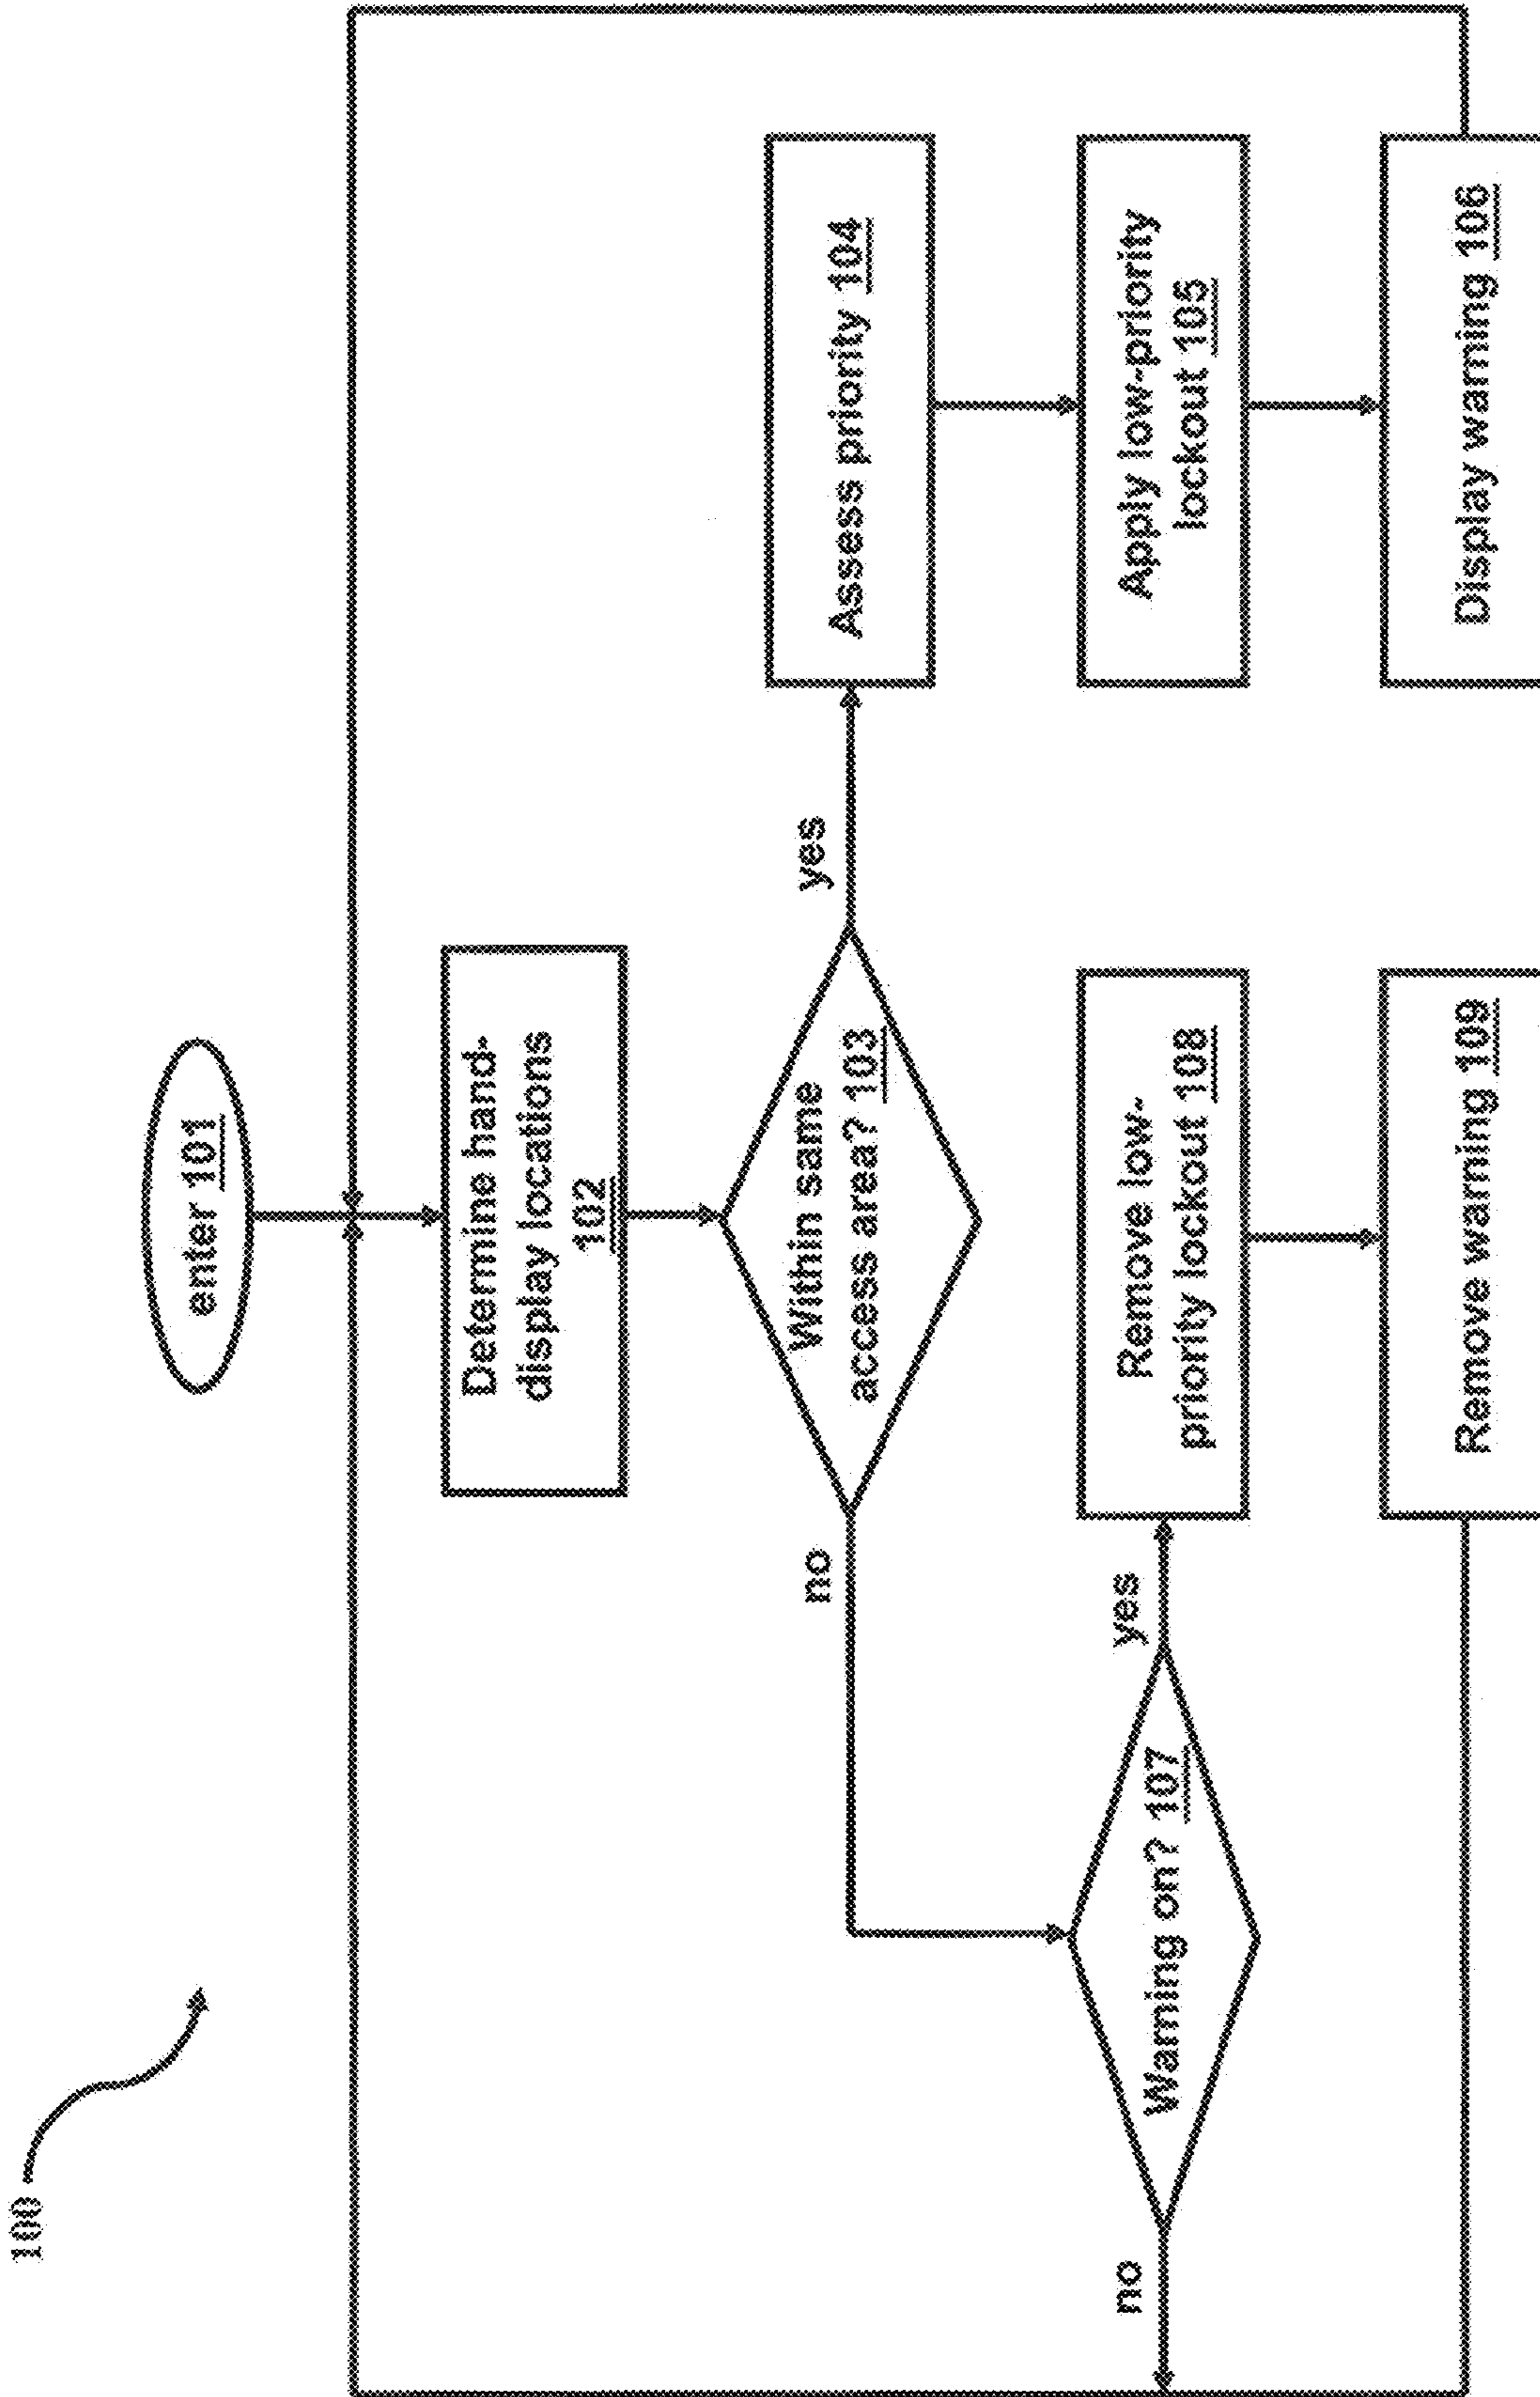 100
enter 101
Determine hand-
display locations
102
Within same
access area? 103
yes
Assess priority 104
no
Warning on? 107
yes
no
Remove low-
priority lockout 108
Apply low-priority
lockout 105
Remove warning 109
Display warning 106